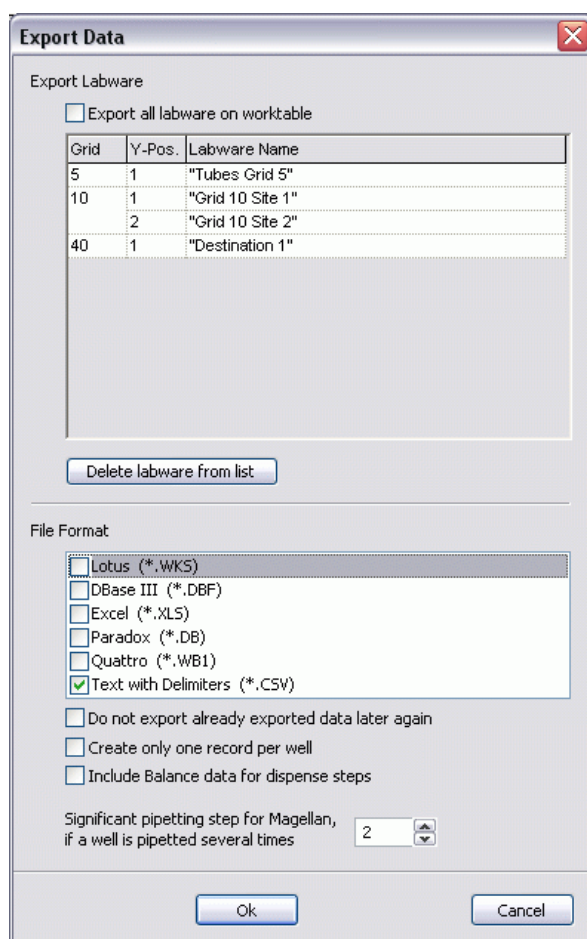 Export Data
Export Labware
Export all labware on worktable
Grid Y-Pos. Labware Name
5 1 "Tubes Grid 5"
10 1 "Grid 10 Site 1"
2 "Grid 10 Site 2"
40 1 "Destination 1"
Delete labware from list
File Format
Lotus (*.WKS)
DBase III (*.DBF)
Excel (*.XLS)
Paradox (*.DB)
Quattro (*.WB1)
Text with Delimiters (*.CSV)
Do not export already exported data later again
Create only one record per well
Include Balance data for dispense steps
Significant pipetting step for Magellan,
if a well is pipetted several times 2
Ok Cancel